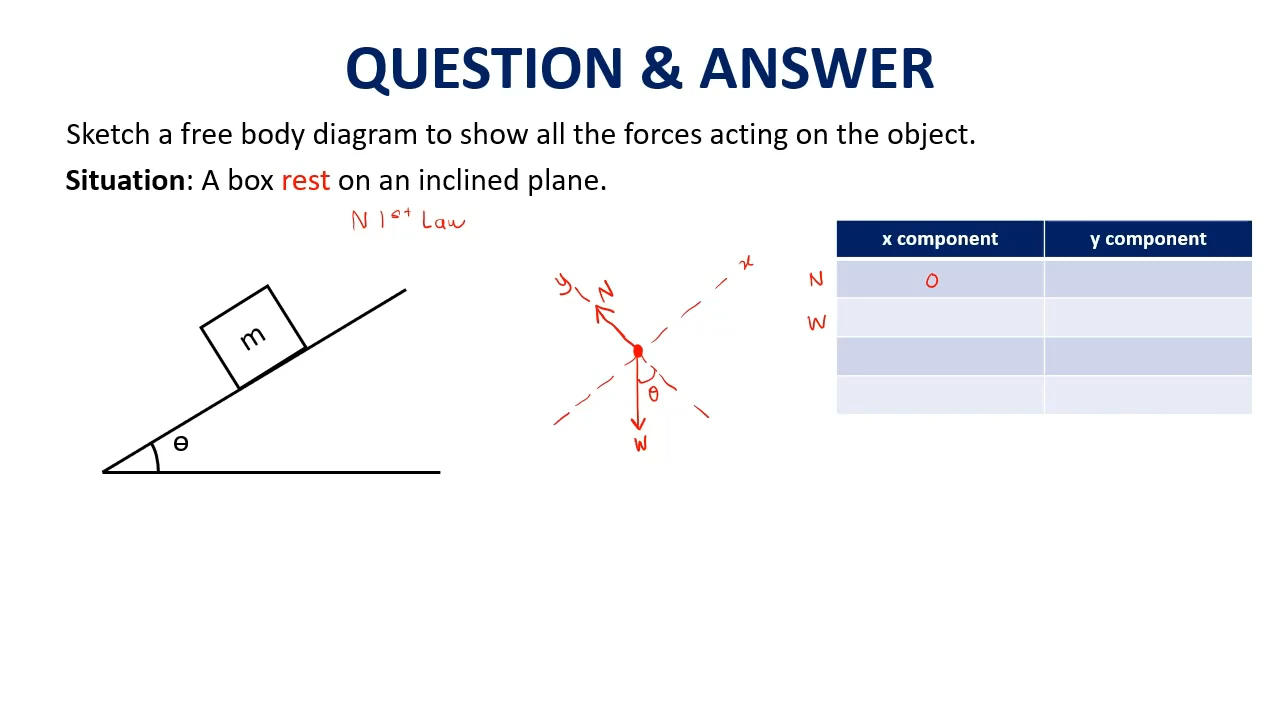 QUESTION & ANSWER
Sketch a free body diagram to show all the forces acting on the object.
Situation: A box rest on an inclined plane.
N 1st Law
x component y component
y N x
N 0
m
W
θ
ϴ
W